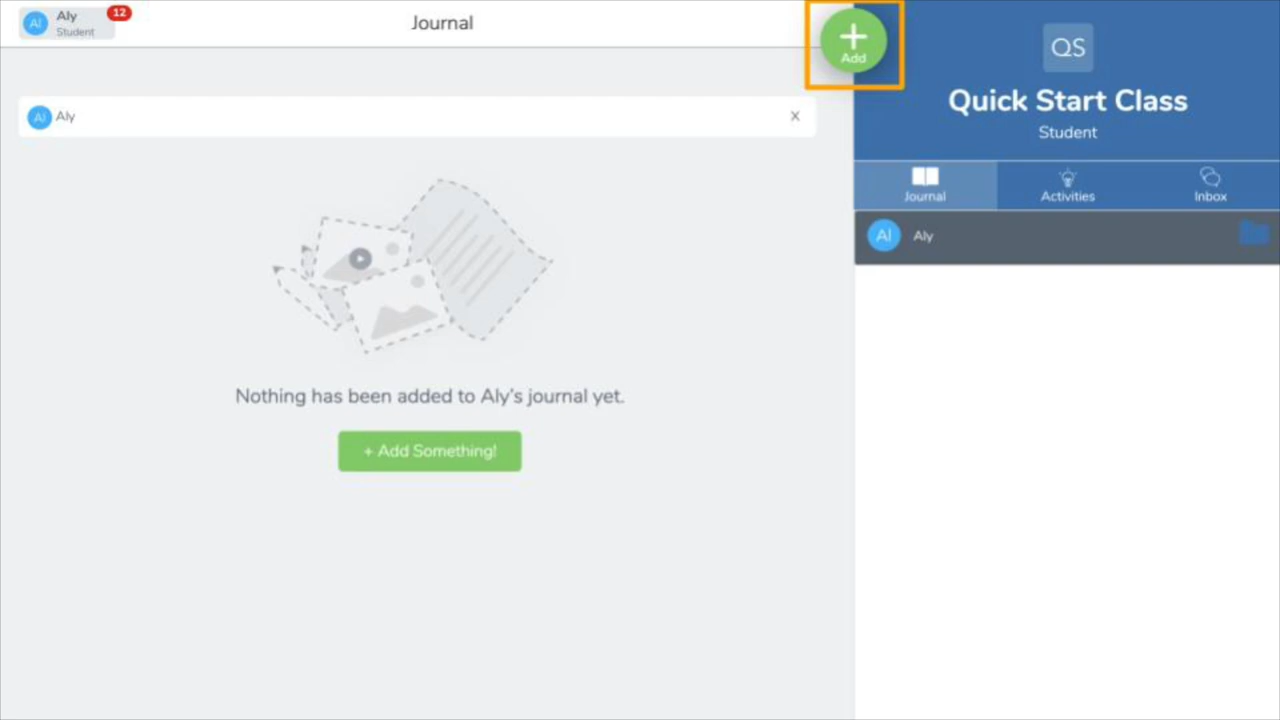 Al
Aly
Student
12
Journal
Add
QS
Quick Start Class
Student
Journal
Activities
Inbox
Al Aly X
Al Aly
Nothing has been added to Aly's journal yet.
+ Add Something!